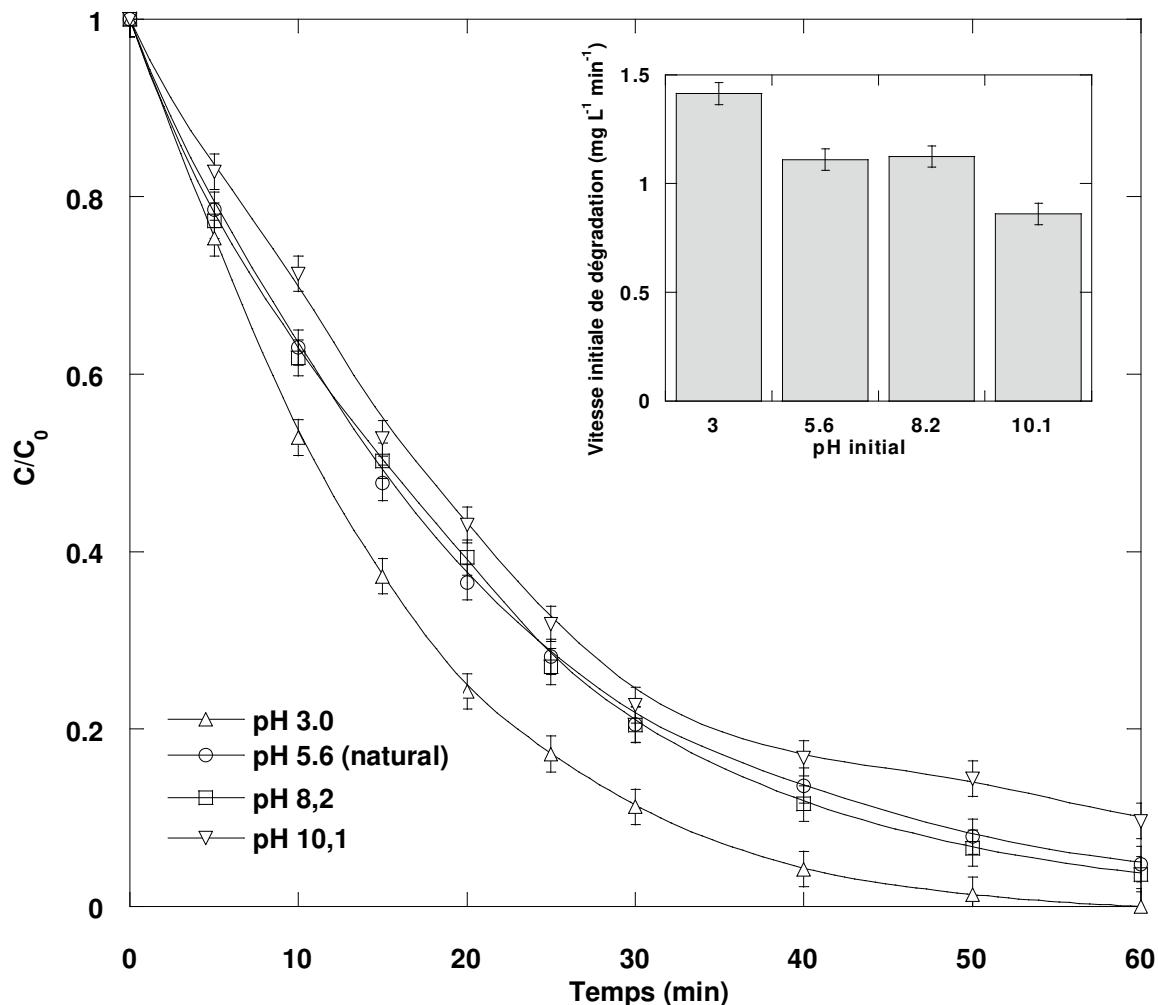 1
0.8
0.6
0.4
0.2
0
C/C₀
0 10 20 30 40 50 60
Temps (min)
pH 3.0
pH 5.6 (natural)
pH 8,2
pH 10,1
Vitesse initiale de dégradation (mg L⁻¹ min⁻¹)
1.5
1
0.5
0
3 5.6 8.2 10.1
pH initial